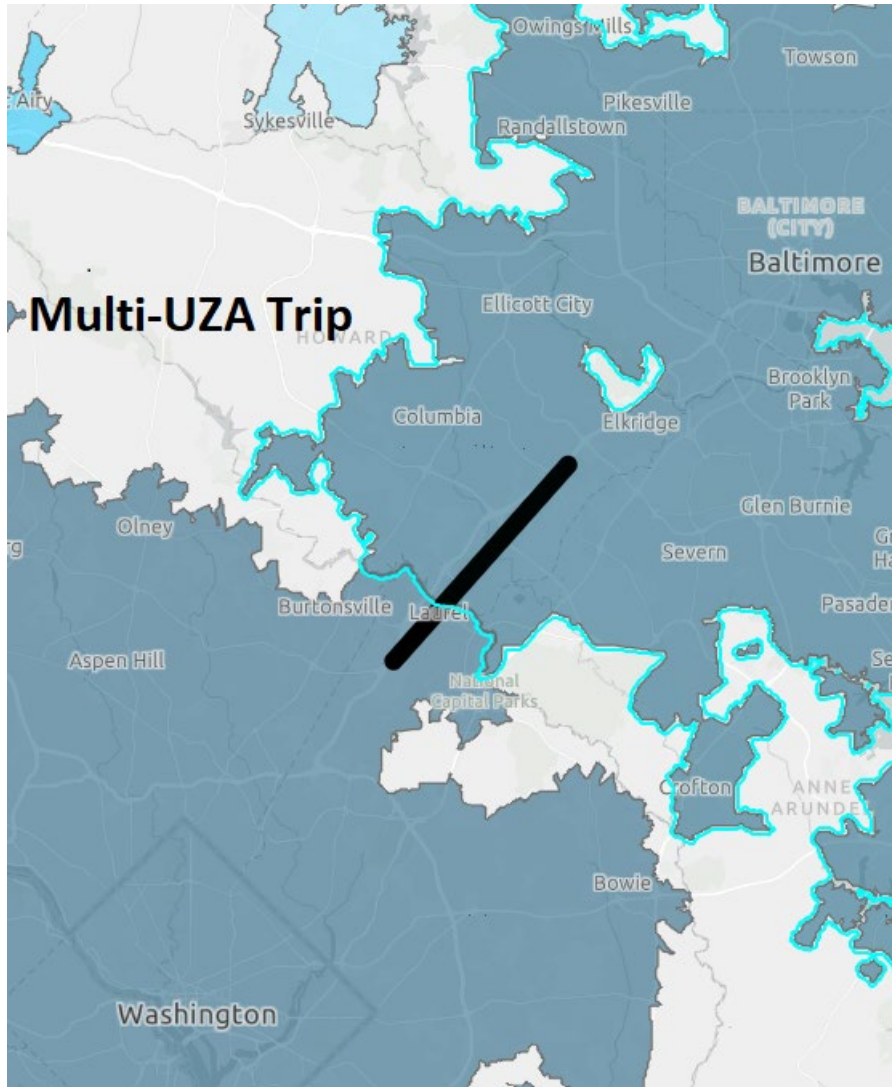 Owings Mills
Towson
Airy
Pikesville
Sykesville
Randallstown
BALTIMORE
(CITY)
Baltimore
Ellicott City
Multi-UZA Trip
HOWARD
Brooklyn
Park
Columbia
Elkridge
Glen Burnie
Olney
rg
Severn
Burtonsville
Laurel
Pasade
Aspen Hill
National
Capital Parks
Crofton
ANNE
ARUNDE
Bowie
Washington